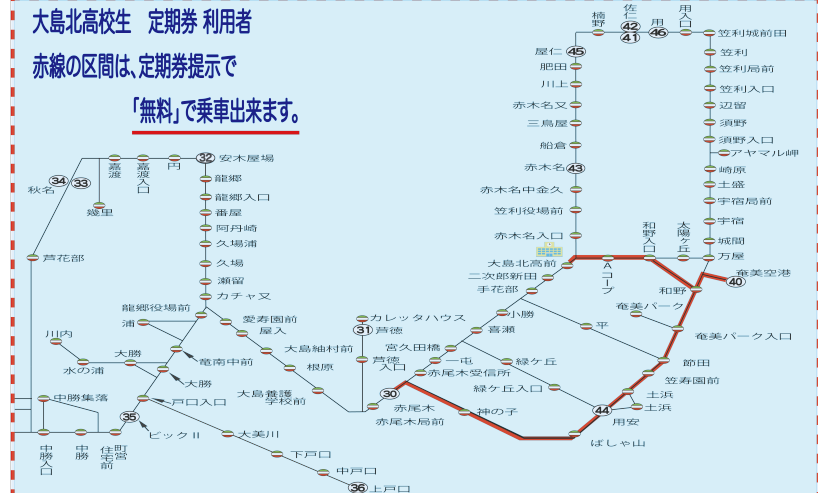 大島北高校生　定期券 利用者
赤線の区間は、定期券提示で
「無料」で乗車出来ます。
楠野
佐仁
42
41
用
46
用入口
笠利城前田
笠利
笠利局前
笠利入口
辺留
須野
須野入口
アヤマル岬
崎原
土盛
宇宿局前
宇宿
城間
万屋
屋仁
45
肥田
川上
赤木名又
三鳥屋
船倉
赤木名
43
赤木名中金久
笠利役場前
赤木名入口
大島北高前
Aコープ
和野入口
太陽ヶ丘
奄美空港
40
和野
奄美パーク
奄美パーク入口
平
節田
笠寿園前
土浜
土浜
用安
44
ばしゃ山
二次郎新田
手花部
小勝
喜瀬
宮久田橋
一屯
赤尾木受信所
緑ケ丘
緑ケ丘入口
30
赤尾木
赤尾木局前
神の子
34
33
秋名
嘉渡
嘉渡入口
円
32
安木屋場
幾里
龍郷
龍郷入口
番屋
阿丹崎
久場浦
久場
瀬留
カチャ又
芦花部
龍郷役場前
浦
愛寿園前
屋入
カレッタハウス
31
芦徳
芦徳入口
大島紬村前
根原
大島養護学校前
川内
水の浦
大勝
竜南中前
大勝
戸口入口
中勝集落
35
ビックⅡ
中勝入口
中勝
町営住宅前
大美川
下戸口
中戸口
36
上戸口